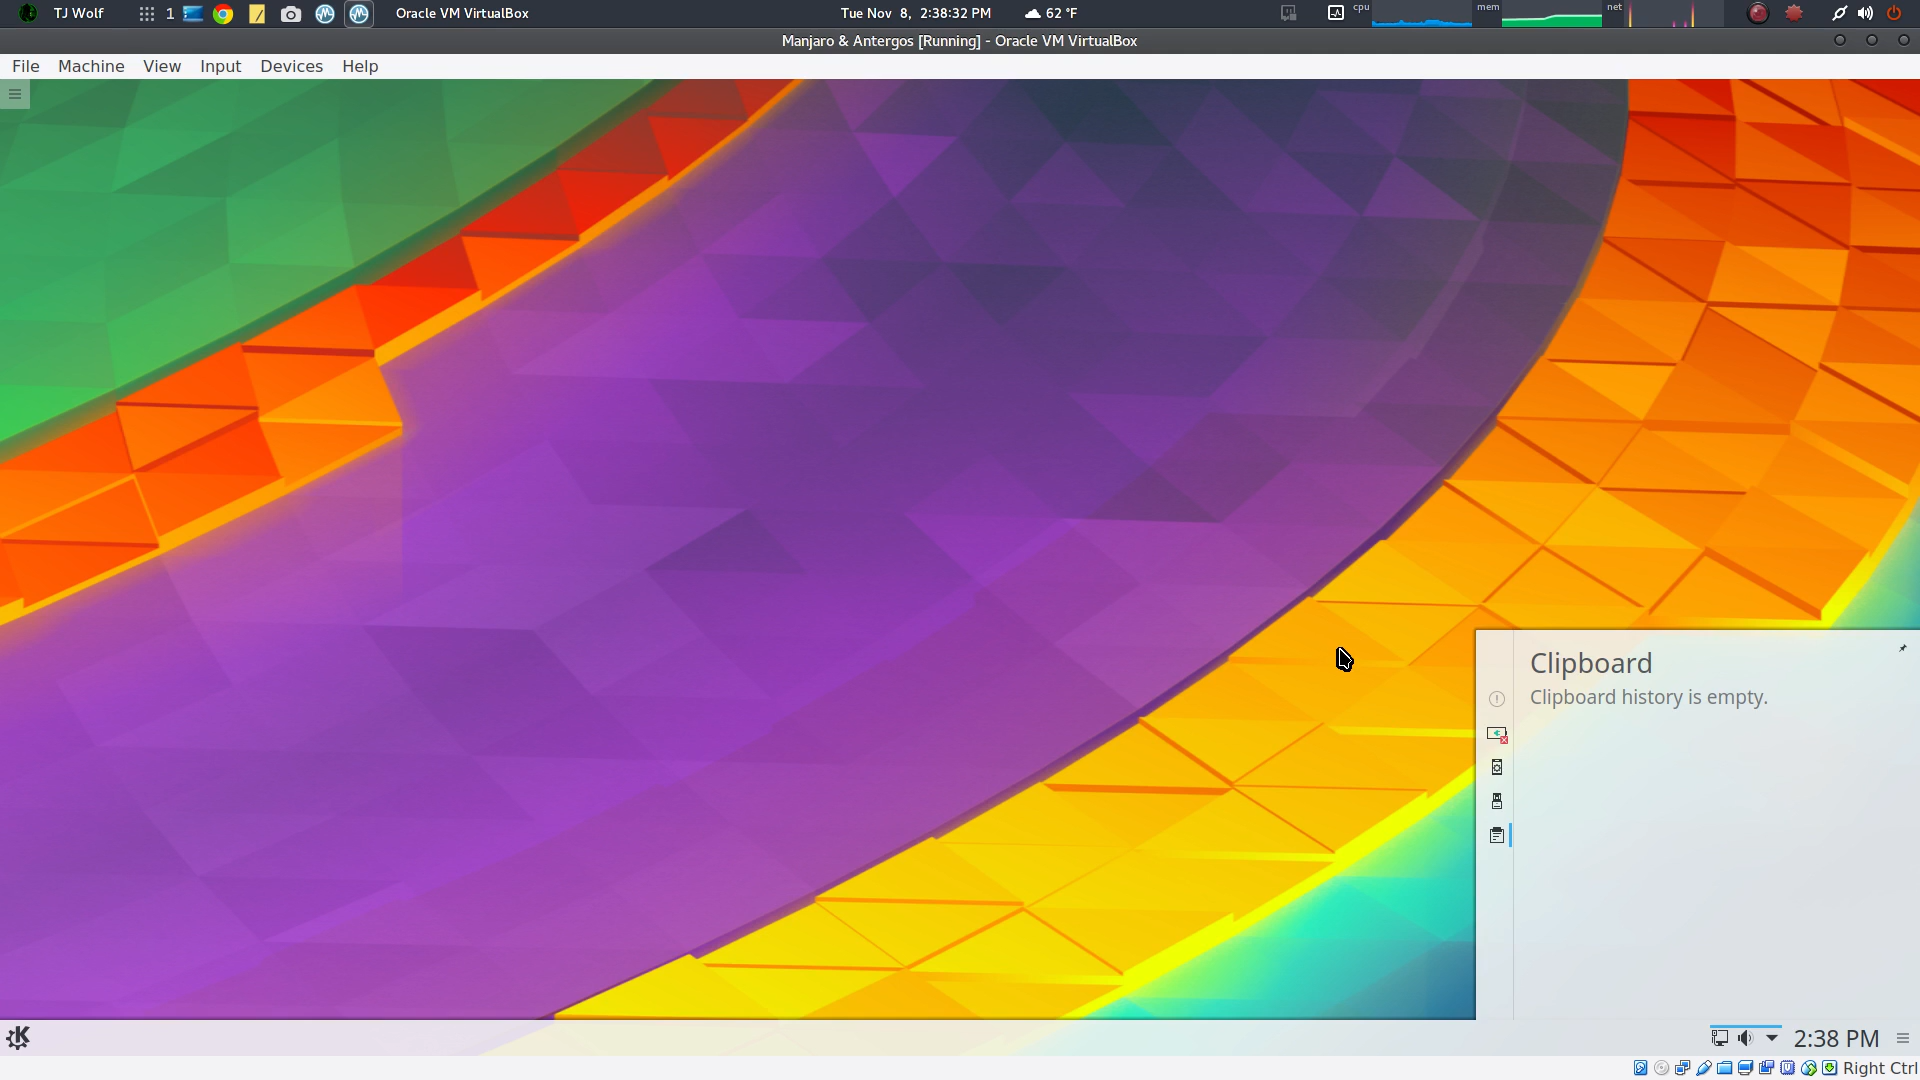 TJ Wolf 1 Oracle VM VirtualBox Tue Nov 8, 2:38:32 PM 62 °F cpu mem net
Manjaro & Antergos [Running] - Oracle VM VirtualBox
File Machine View Input Devices Help
Clipboard
Clipboard history is empty.
2:38 PM
Right Ctrl